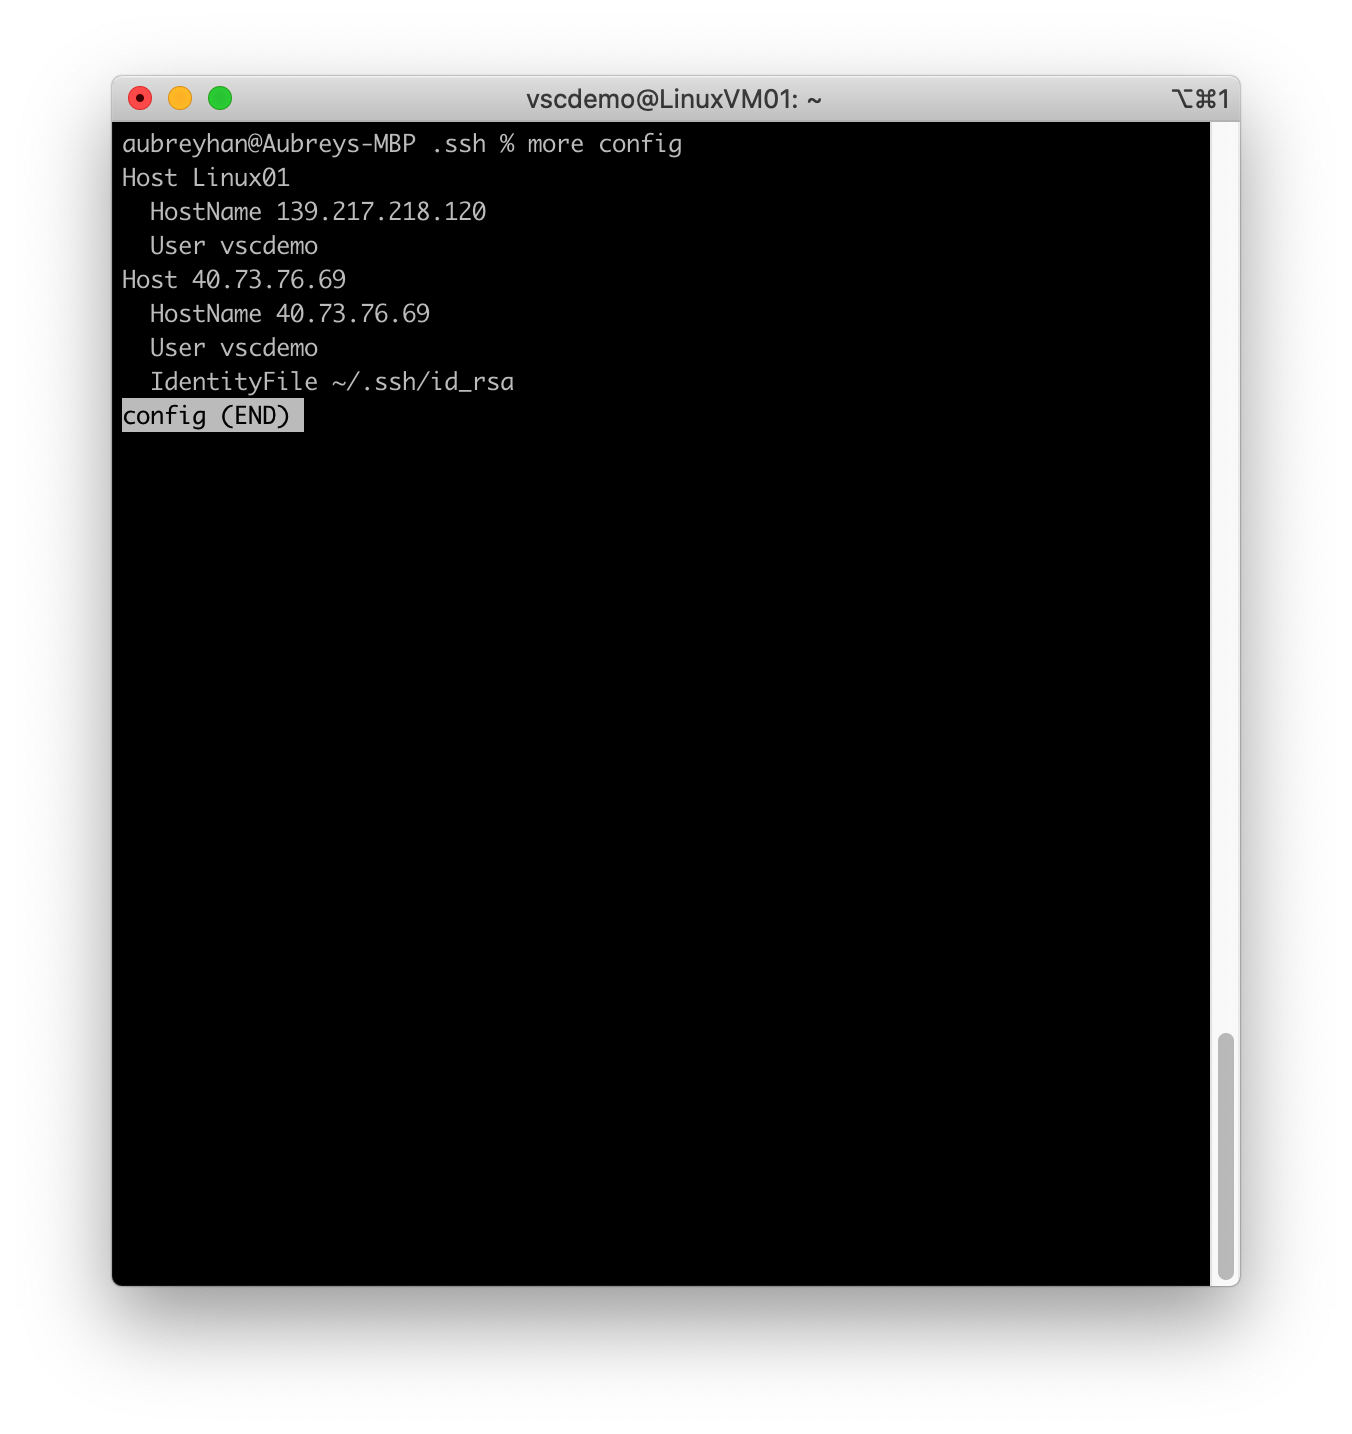 vscdemo@LinuxVM01: ~
⌥⌘1
aubreyhan@Aubreys-MBP .ssh % more config
Host Linux01
  HostName 139.217.218.120
  User vscdemo
Host 40.73.76.69
  HostName 40.73.76.69
  User vscdemo
  IdentityFile ~/.ssh/id_rsa
config (END)